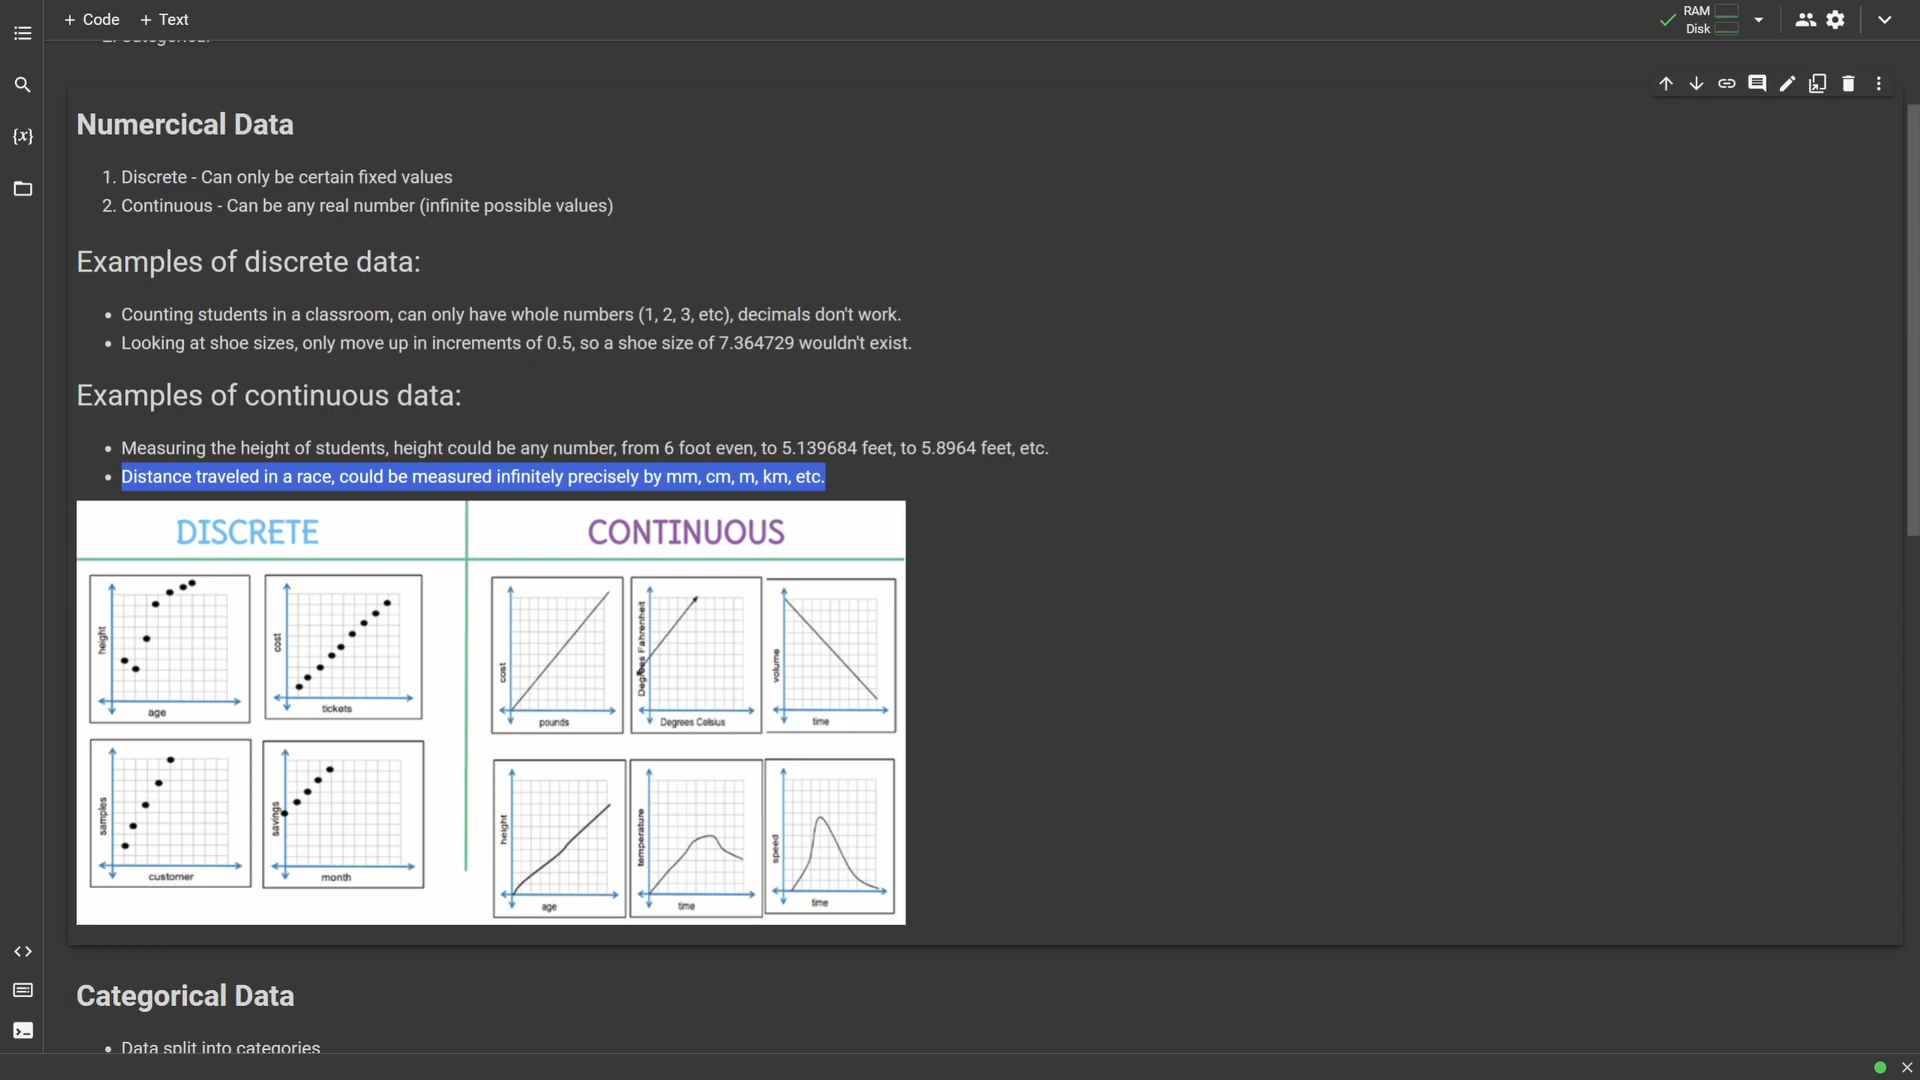 + Code + Text
RAM
Disk
{x}
Numercical Data
1. Discrete - Can only be certain fixed values
2. Continuous - Can be any real number (infinite possible values)
Examples of discrete data:
• Counting students in a classroom, can only have whole numbers (1, 2, 3, etc), decimals don't work.
• Looking at shoe sizes, only move up in increments of 0.5, so a shoe size of 7.364729 wouldn't exist.
Examples of continuous data:
• Measuring the height of students, height could be any number, from 6 foot even, to 5.139684 feet, to 5.8964 feet, etc.
• Distance traveled in a race, could be measured infinitely precisely by mm, cm, m, km, etc.
DISCRETE
height
age
cost
tickets
samples
customer
savings
month
CONTINUOUS
cost
pounds
Degrees Fahrenheit
Degrees Celsius
volume
time
height
age
temperature
time
speed
time
Categorical Data
• Data split into categories